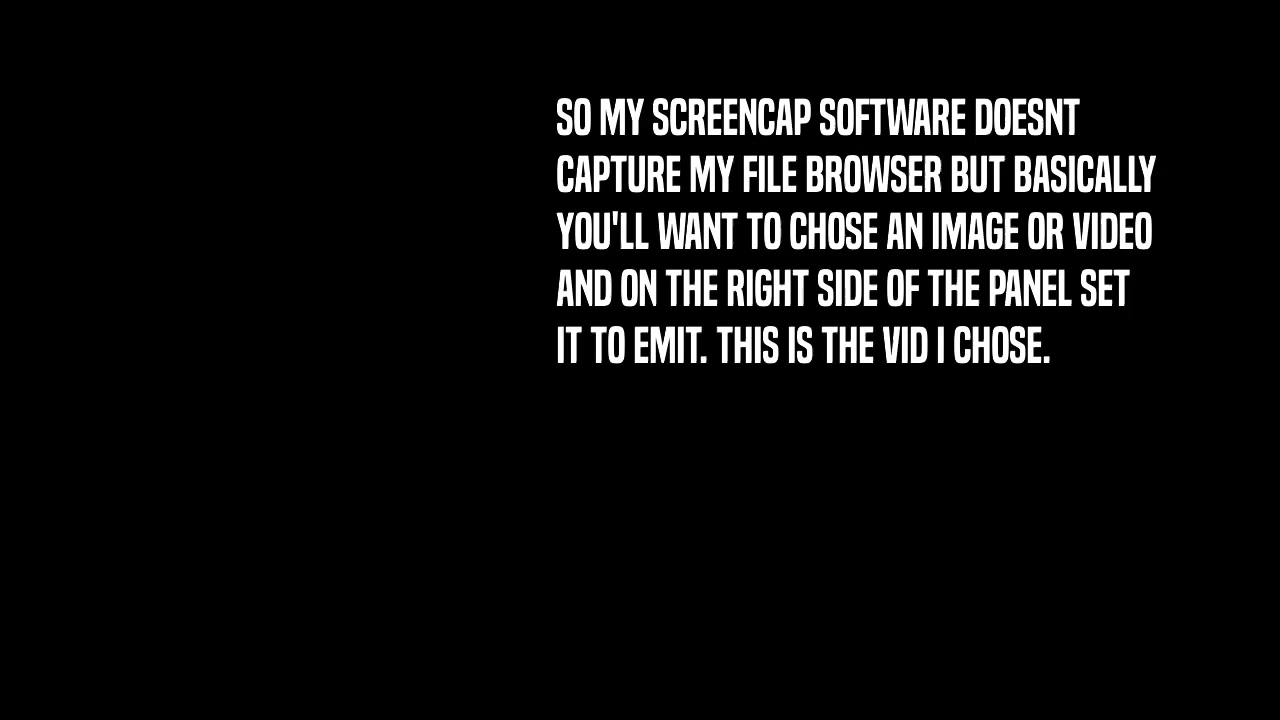 SO MY SCREENCAP SOFTWARE DOESNT
CAPTURE MY FILE BROWSER BUT BASICALLY
YOU'LL WANT TO CHOSE AN IMAGE OR VIDEO
AND ON THE RIGHT SIDE OF THE PANEL SET
IT TO EMIT. THIS IS THE VID I CHOSE.